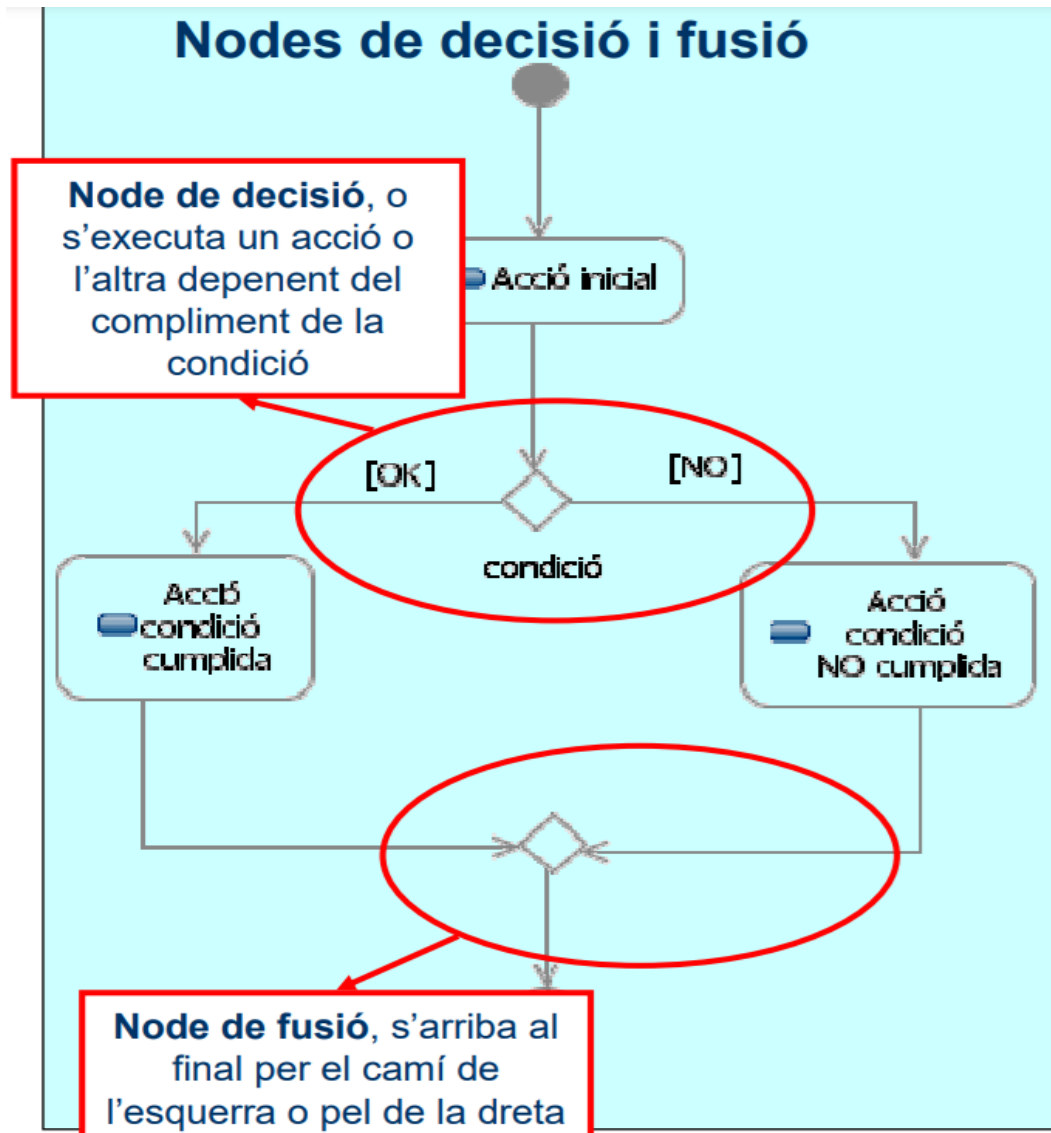 Nodes de decisió i fusió
Node de decisió, o
s’executa un acció o
l’altra depenent del
compliment de la
condició
Acció inicial
[OK]
[NO]
condició
Acció
condició
cumplida
Acció
condició
NO cumplida
Node de fusió, s’arriba al
final per el camí de
l’esquerra o pel de la dreta